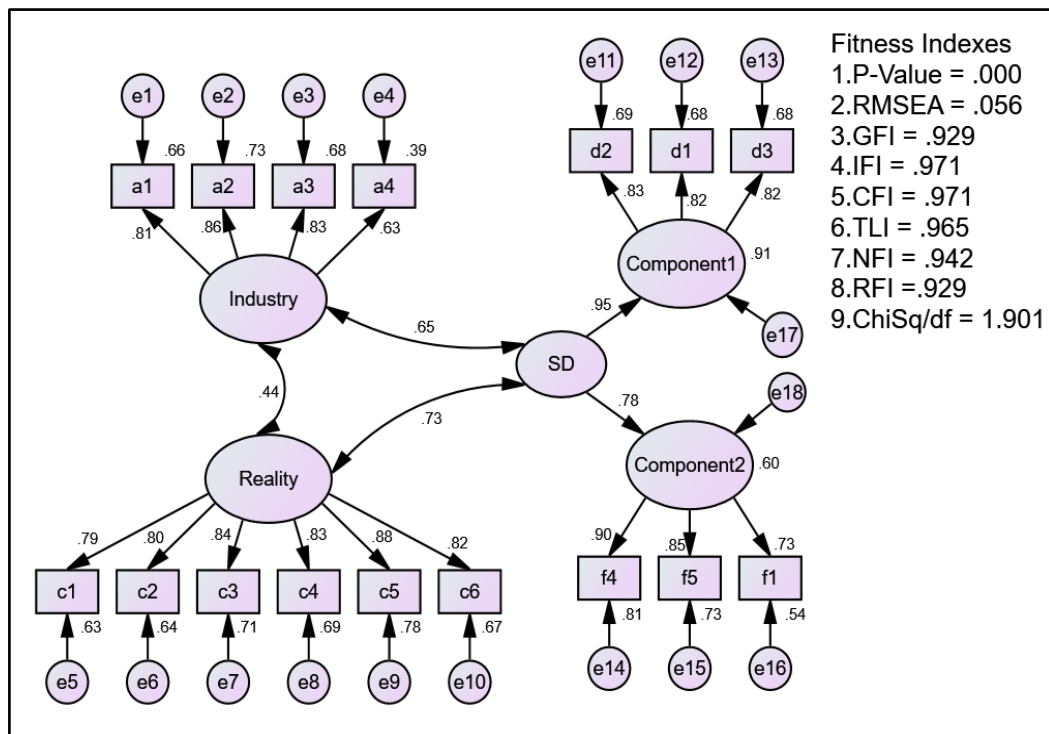 Fitness Indexes
1.P-Value = .000
2.RMSEA = .056
3.GFI = .929
4.IFI = .971
5.CFI = .971
6.TLI = .965
7.NFI = .942
8.RFI =.929
9.ChiSq/df = 1.901
e1 e2 e3 e4
.66 .73 .68 .39
a1 a2 a3 a4
.81 .86 .83 .63
Industry
e11 e12 e13
.69 .68 .68
d2 d1 d3
.83 .82 .82
Component1 .91
.95
e17
.65
SD
.44
.73
.78
e18
Component2 .60
.90 .85 .73
f4 f5 f1
.81 .73 .54
e14 e15 e16
Reality
.79 .80 .84 .83 .88 .82
c1 c2 c3 c4 c5 c6
.63 .64 .71 .69 .78 .67
e5 e6 e7 e8 e9 e10